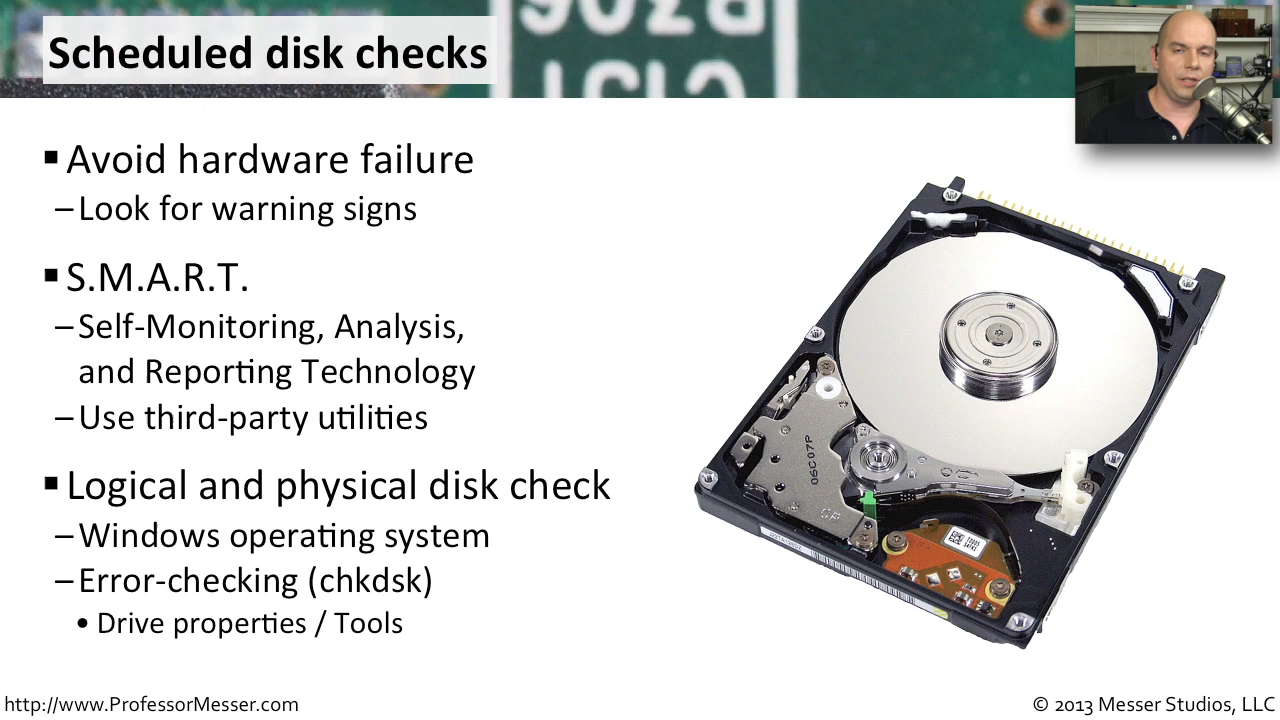 Scheduled disk checks
▪ Avoid hardware failure
– Look for warning signs
▪ S.M.A.R.T.
– Self-Monitoring, Analysis,
and Reporting Technology
– Use third-party utilities
▪ Logical and physical disk check
– Windows operating system
– Error-checking (chkdsk)
• Drive properties / Tools
06C07P
http://www.ProfessorMesser.com
© 2013 Messer Studios, LLC